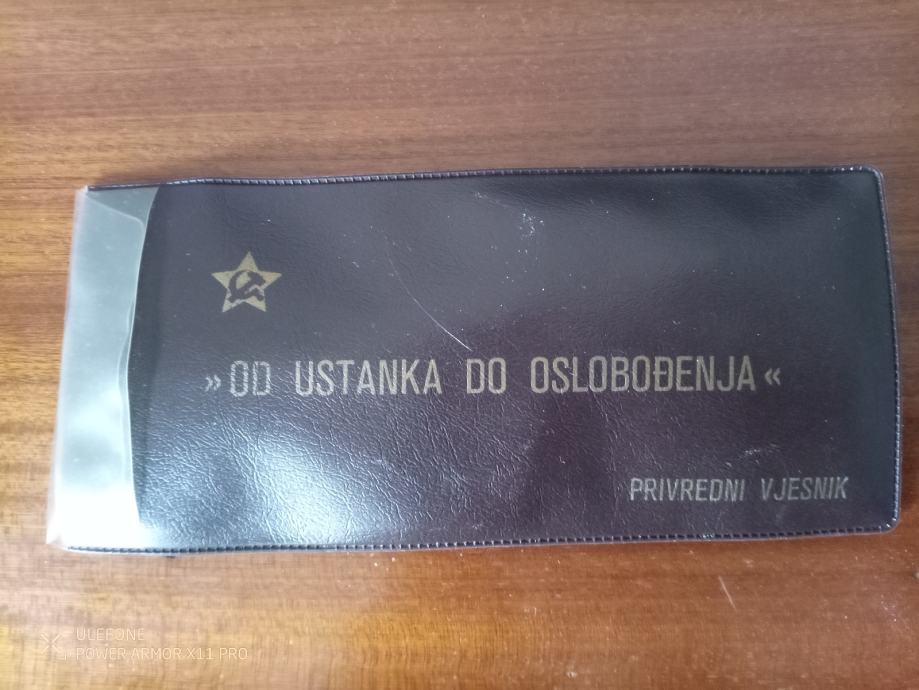 »OD USTANKA DO OSLOBOĐENJA«
PRIVREDNI VJESNIK
ULEFONE
POWER ARMOR X11 PRO